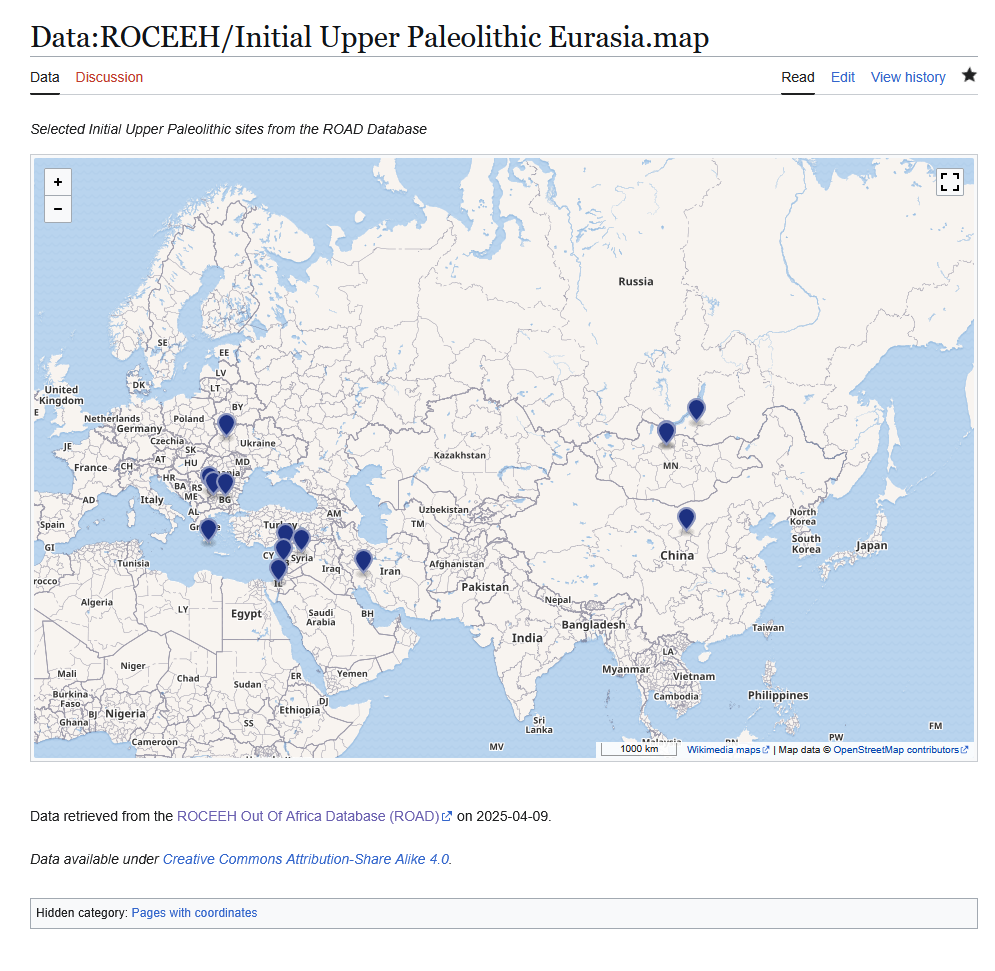 Data:ROCEEH/Initial Upper Paleolithic Eurasia.map
Data Discussion Read Edit View history
Selected Initial Upper Paleolithic sites from the ROAD Database
+
−
Russia
SE
EE
LV
LT
DK
United
Kingdom
E
BY
Netherlands
Poland
Germany
JE
Czechia
Ukraine
SK
France
CH
AT
HU
MD
Kazakhstan
MN
HR
BA
RS
ME
BG
AD
Italy
AL
Spain
Uzbekistan
AM
TM
North
Korea
South
Korea
Japan
GI
Tunisia
CY
Syria
Iraq
Iran
Afghanistan
China
Pakistan
Algeria
LY
Egypt
Saudi
Arabia
BH
Nepal
Bangladesh
India
Taiwan
LA
Myanmar
Vietnam
Cambodia
Philippines
Mali
Niger
Chad
Sudan
ER
Yemen
DJ
Burkina
Faso
Ghana
BJ
Nigeria
SS
Ethiopia
Cameroon
Sri
Lanka
MV
PW
FM
1000 km
Wikimedia maps | Map data © OpenStreetMap contributors
Data retrieved from the ROCEEH Out Of Africa Database (ROAD) on 2025-04-09.
Data available under Creative Commons Attribution-Share Alike 4.0.
Hidden category: Pages with coordinates